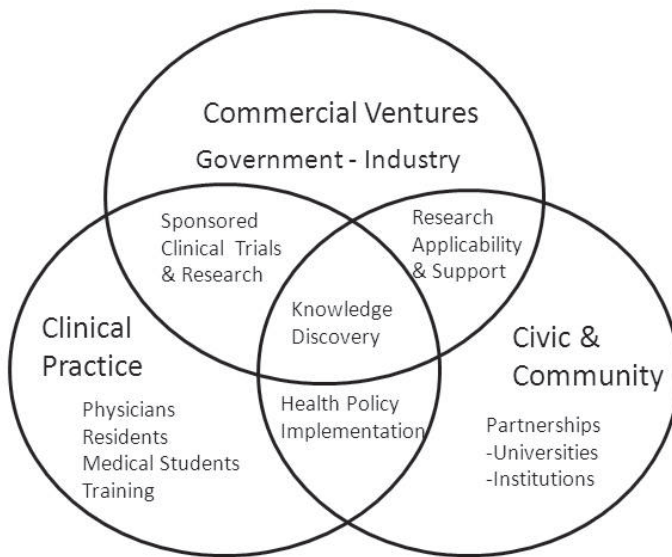 Commercial Ventures
Government - Industry
Sponsored
Clinical Trials
& Research
Research
Applicability
& Support
Knowledge
Discovery
Clinical
Practice
Physicians
Residents
Medical Students
Training
Health Policy
Implementation
Civic &
Community
Partnerships
-Universities
-Institutions